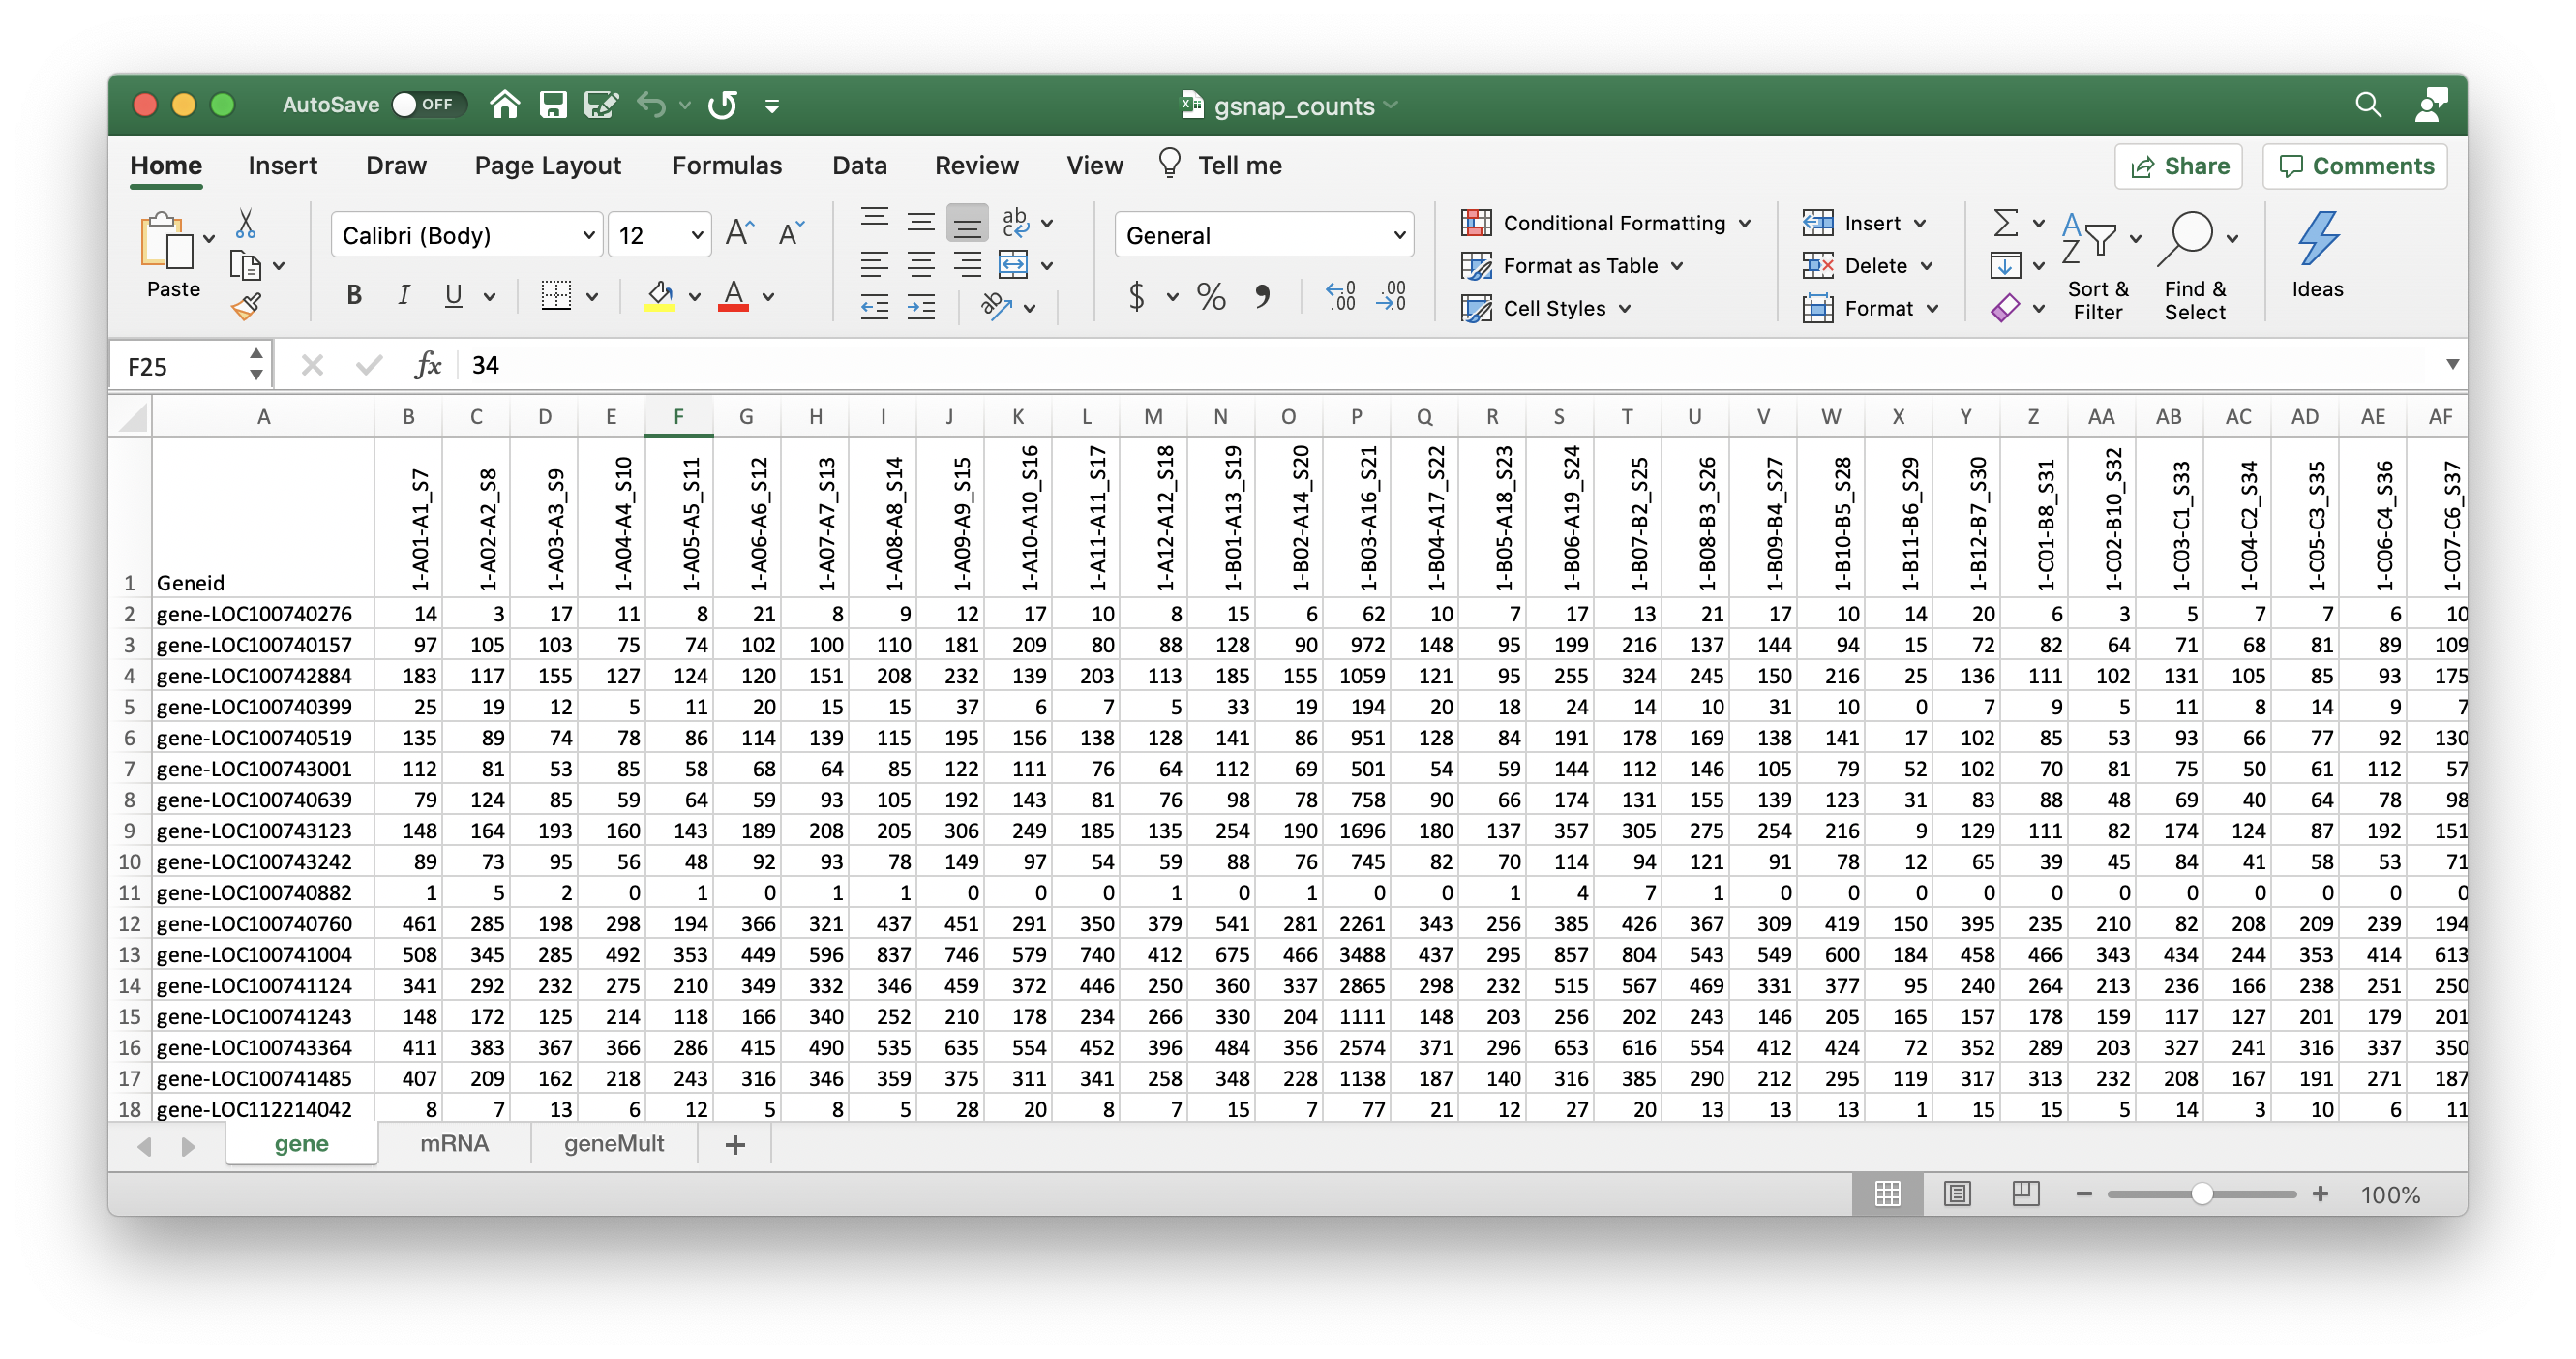 AutoSave OFF gsnap_counts
Home Insert Draw Page Layout Formulas Data Review View Tell me Share Comments
Paste
Calibri (Body) 12
B I U
ab
General
$ % ,
Conditional Formatting
Format as Table
Cell Styles
Insert
Delete
Format
Sort & Filter
Find & Select
Ideas
F25 fx 34
A B C D E F G H I J K L M N O P Q R S T U V W X Y Z AA AB AC AD AE AF
1 Geneid 1-A01-A1_S7 1-A02-A2_S8 1-A03-A3_S9 1-A04-A4_S10 1-A05-A5_S11 1-A06-A6_S12 1-A07-A7_S13 1-A08-A8_S14 1-A09-A9_S15 1-A10-A10_S16 1-A11-A11_S17 1-A12-A12_S18 1-B01-A13_S19 1-B02-A14_S20 1-B03-A16_S21 1-B04-A17_S22 1-B05-A18_S23 1-B06-A19_S24 1-B07-B2_S25 1-B08-B3_S26 1-B09-B4_S27 1-B10-B5_S28 1-B11-B6_S29 1-B12-B7_S30 1-C01-B8_S31 1-C02-B10_S32 1-C03-C1_S33 1-C04-C2_S34 1-C05-C3_S35 1-C06-C4_S36 1-C07-C6_S37
2 gene-LOC100740276 14 3 17 11 8 21 8 9 12 17 10 8 15 6 62 10 7 17 13 21 17 10 14 20 6 3 5 7 7 6 10
3 gene-LOC100740157 97 105 103 75 74 102 100 110 181 209 80 88 128 90 972 148 95 199 216 137 144 94 15 72 82 64 71 68 81 89 109
4 gene-LOC100742884 183 117 155 127 124 120 151 208 232 139 203 113 185 155 1059 121 95 255 324 245 150 216 25 136 111 102 131 105 85 93 175
5 gene-LOC100740399 25 19 12 5 11 20 15 15 37 6 7 5 33 19 194 20 18 24 14 10 31 10 0 7 9 5 11 8 14 9 7
6 gene-LOC100740519 135 89 74 78 86 114 139 115 195 156 138 128 141 86 951 128 84 191 178 169 138 141 17 102 85 53 93 66 77 92 130
7 gene-LOC100743001 112 81 53 85 58 68 64 85 122 111 76 64 112 69 501 54 59 144 112 146 105 79 52 102 70 81 75 50 61 112 57
8 gene-LOC100740639 79 124 85 59 64 59 93 105 192 143 81 76 98 78 758 90 66 174 131 155 139 123 31 83 88 48 69 40 64 78 98
9 gene-LOC100743123 148 164 193 160 143 189 208 205 306 249 185 135 254 190 1696 180 137 357 305 275 254 216 9 129 111 82 174 124 87 192 151
10 gene-LOC100743242 89 73 95 56 48 92 93 78 149 97 54 59 88 76 745 82 70 114 94 121 91 78 12 65 39 45 84 41 58 53 71
11 gene-LOC100740882 1 5 2 0 1 0 1 1 0 0 0 1 0 1 0 0 1 4 7 1 0 0 0 0 0 0 0 0 0 0 0
12 gene-LOC100740760 461 285 198 298 194 366 321 437 451 291 350 379 541 281 2261 343 256 385 426 367 309 419 150 395 235 210 82 208 209 239 194
13 gene-LOC100741004 508 345 285 492 353 449 596 837 746 579 740 412 675 466 3488 437 295 857 804 543 549 600 184 458 466 343 434 244 353 414 613
14 gene-LOC100741124 341 292 232 275 210 349 332 346 459 372 446 250 360 337 2865 298 232 515 567 469 331 377 95 240 264 213 236 166 238 251 250
15 gene-LOC100741243 148 172 125 214 118 166 340 252 210 178 234 266 330 204 1111 148 203 256 202 243 146 205 165 157 178 159 117 127 201 179 201
16 gene-LOC100743364 411 383 367 366 286 415 490 535 635 554 452 396 484 356 2574 371 296 653 616 554 412 424 72 352 289 203 327 241 316 337 350
17 gene-LOC100741485 407 209 162 218 243 316 346 359 375 311 341 258 348 228 1138 187 140 316 385 290 212 295 119 317 313 232 208 167 191 271 187
18 gene-LOC112214042 8 7 13 6 12 5 8 5 28 20 8 7 15 7 77 21 12 27 20 13 13 13 1 15 15 5 14 3 10 6 11
gene mRNA geneMult +
100%